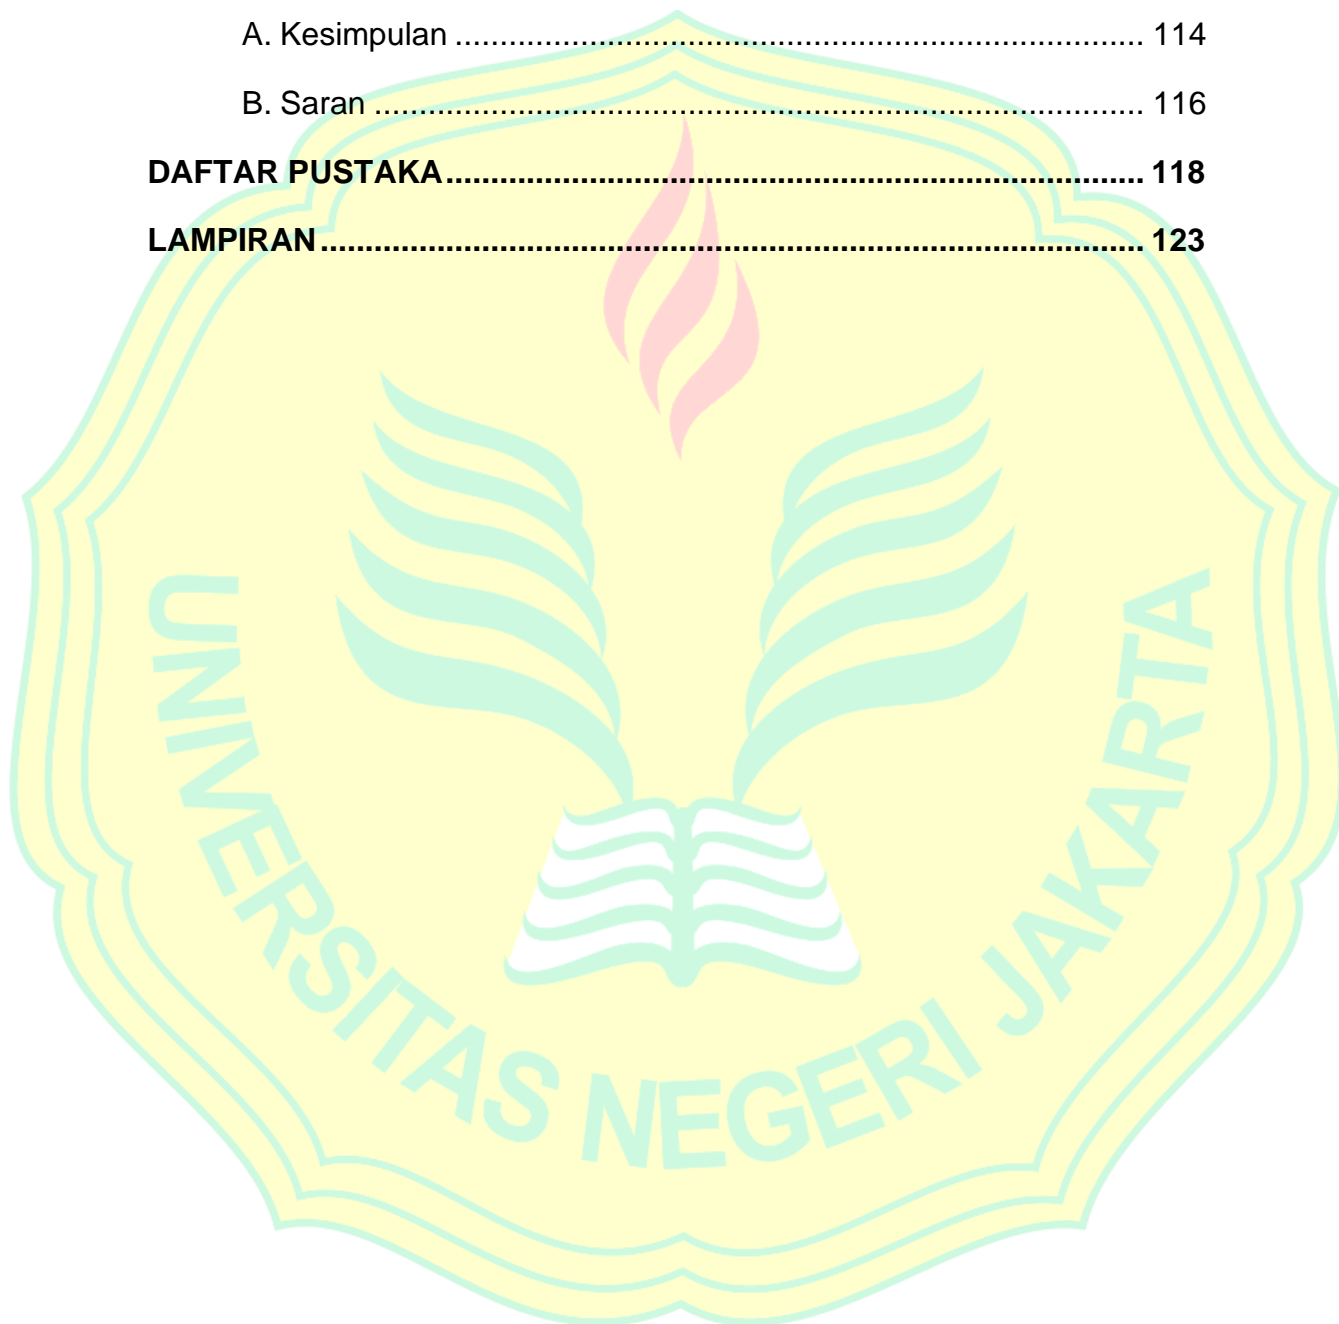 A. Kesimpulan ............................................................................. 114
B. Saran ...................................................................................... 116
DAFTAR PUSTAKA.............................................................................. 118
LAMPIRAN............................................................................................ 123
UNIVERSITAS NEGERI JAKARTA